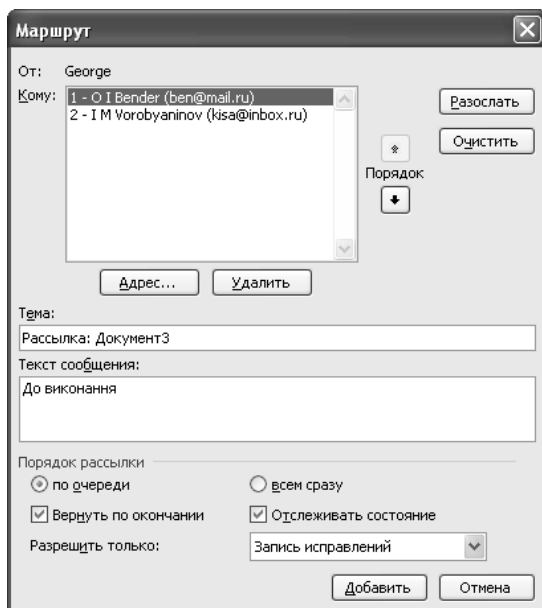 Маршрут
От: George
Кому: 1 - O I Bender (ben@mail.ru)
2 - I M Vorobyaninov (kisa@inbox.ru)
Разослать
Очистить
Порядок
Адрес...
Удалить
Тема:
Рассылка: Документ3
Текст сообщения:
До виконання
Порядок рассылки
по очереди
всем сразу
Вернуть по окончании
Отслеживать состояние
Разрешить только: Запись исправлений
Добавить
Отмена